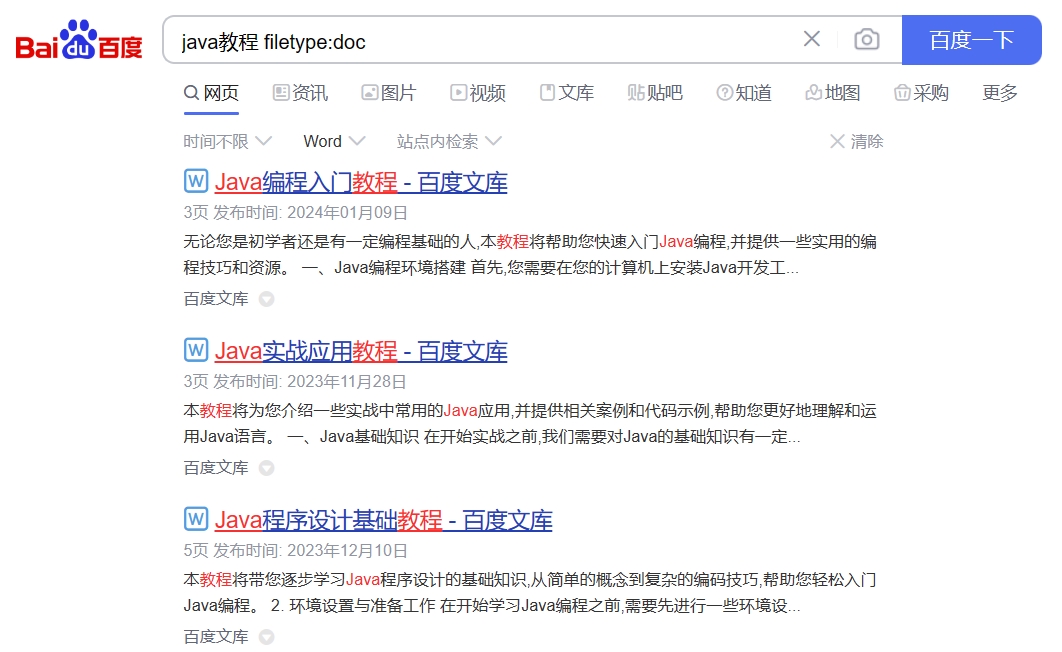 Baidu百度 java教程 filetype:doc 百度一下
网页 资讯 图片 视频 文库 贴吧 知道 地图 采购 更多
时间不限 Word 站点内检索 清除
W Java编程入门教程 - 百度文库
3页 发布时间: 2024年01月09日
无论您是初学者还是有一定编程基础的人,本教程将帮助您快速入门Java编程,并提供一些实用的编
程技巧和资源。 一、Java编程环境搭建 首先,您需要在您的计算机上安装Java开发工...
百度文库
W Java实战应用教程 - 百度文库
3页 发布时间: 2023年11月28日
本教程将为您介绍一些实战中常用的Java应用,并提供相关案例和代码示例,帮助您更好地理解和运
用Java语言。 一、Java基础知识 在开始实战之前,我们需要对Java的基础知识有一定...
百度文库
W Java程序设计基础教程 - 百度文库
5页 发布时间: 2023年12月10日
本教程将带您逐步学习Java程序设计的基础知识,从简单的概念到复杂的编码技巧,帮助您轻松入门
Java编程。 2. 环境设置与准备工作 在开始学习Java编程之前,需要先进行一些环境设...
百度文库